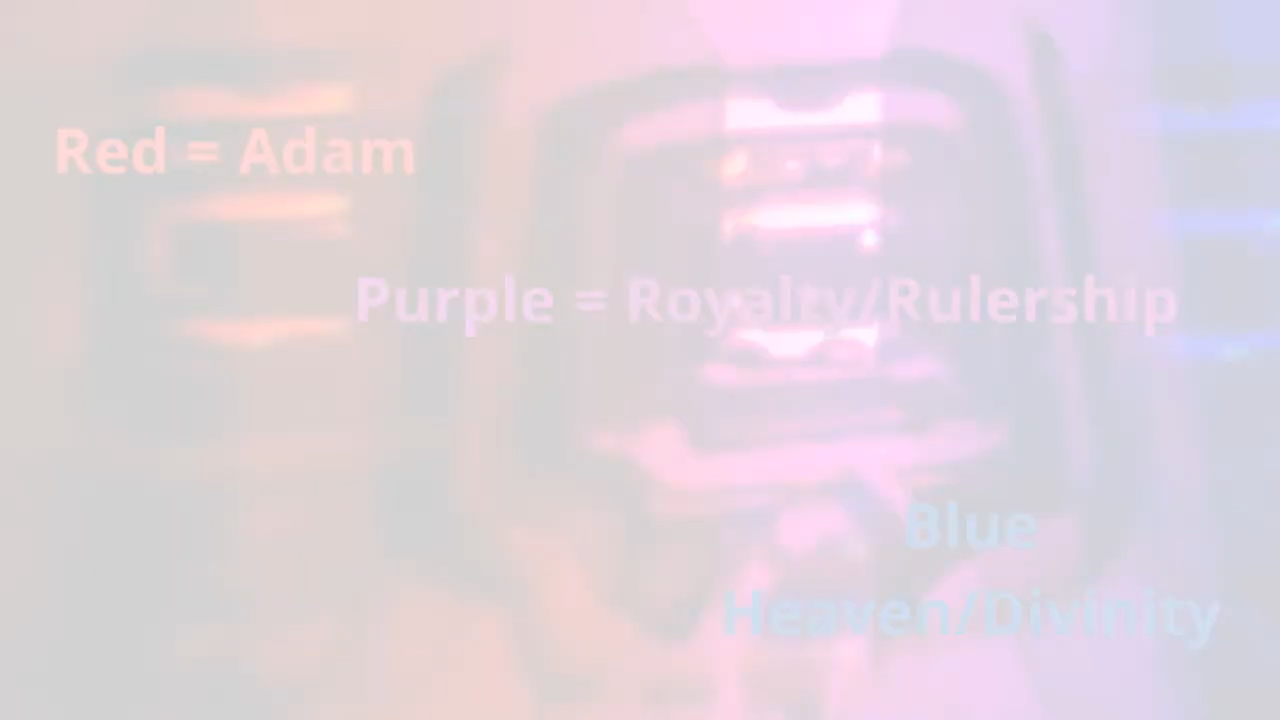 Red = Adam
Purple = Royalty/Rulership
Blue
Heaven/Divinity